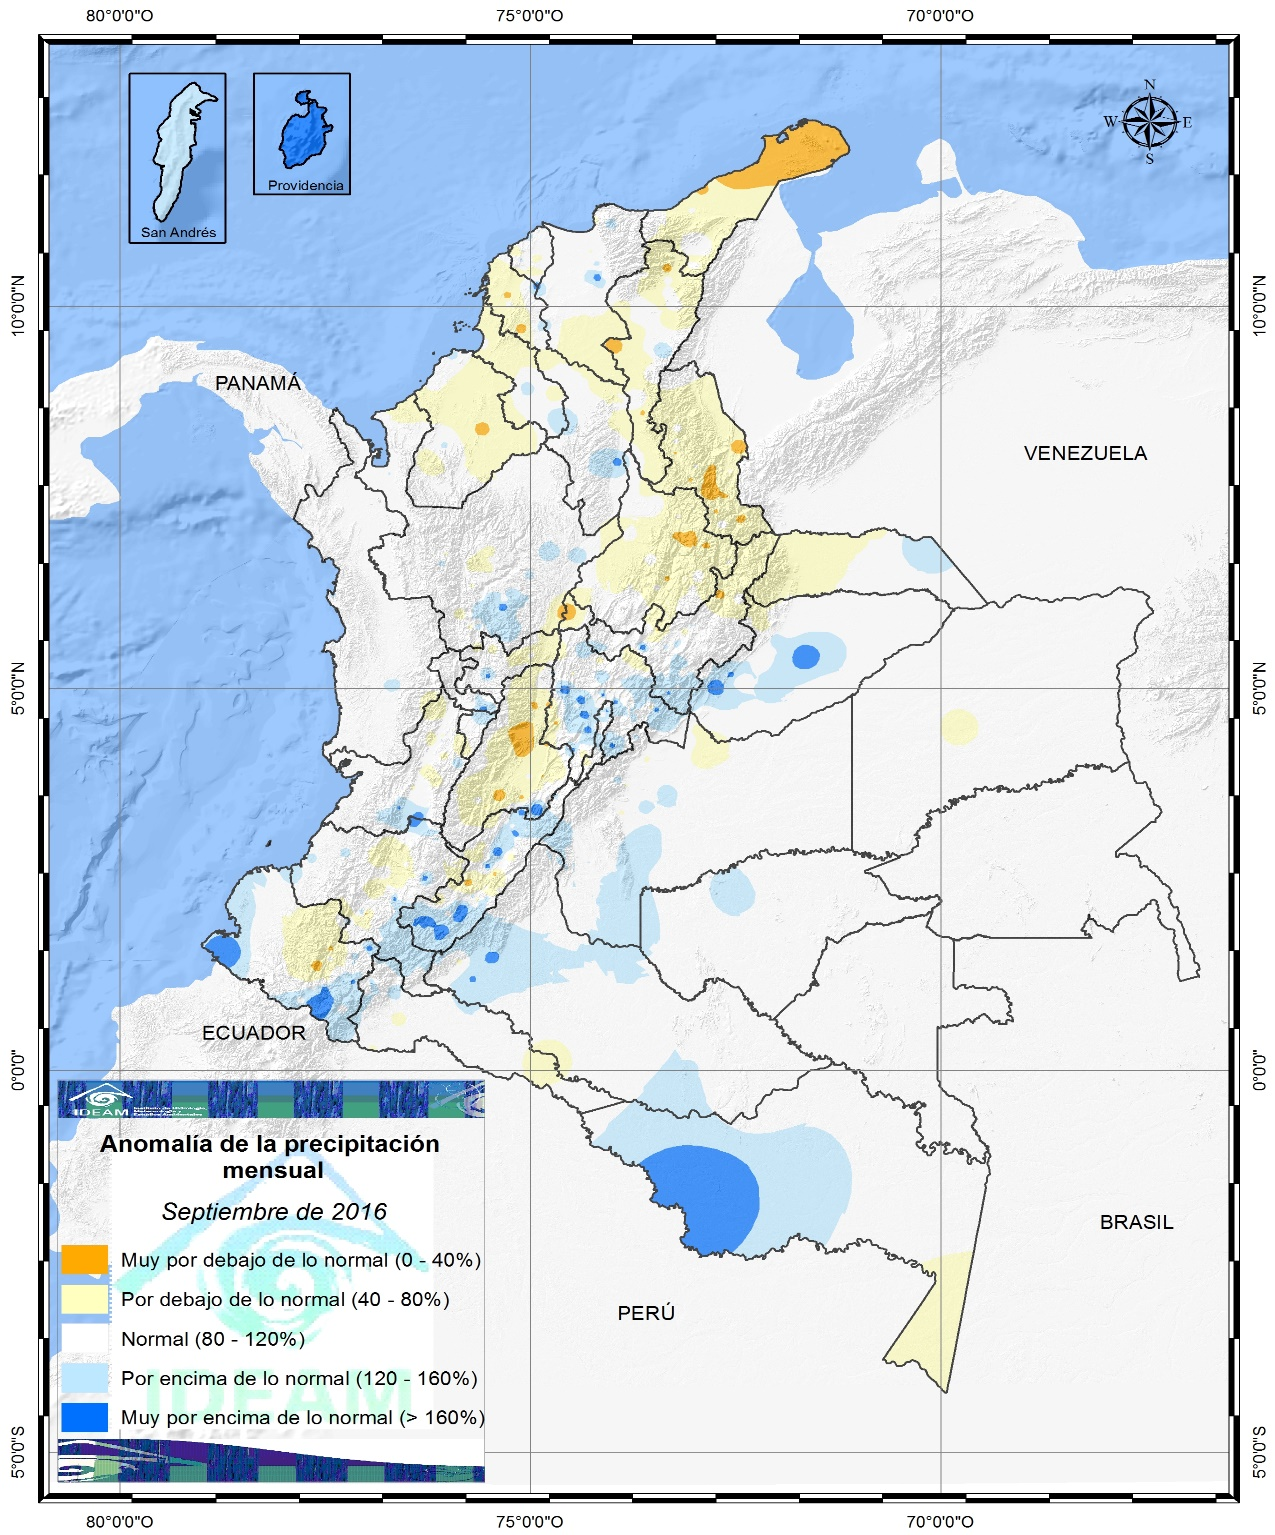 80°0'0"O 75°0'0"O 70°0'0"O
N
W E
S
San Andrés
Providencia
10°0'0"N
10°0'0"N
PANAMÁ
VENEZUELA
5°0'0"N
5°0'0"N
ECUADOR
0°0'0"
0°0'0"
IDEAM
Anomalía de la precipitación
mensual
Septiembre de 2016
Muy por debajo de lo normal (0 - 40%)
Por debajo de lo normal (40 - 80%)
Normal (80 - 120%)
Por encima de lo normal (120 - 160%)
Muy por encima de lo normal (> 160%)
IDEAM
BRASIL
PERÚ
5°0'0"S
5°0'0"S
80°0'0"O 75°0'0"O 70°0'0"O